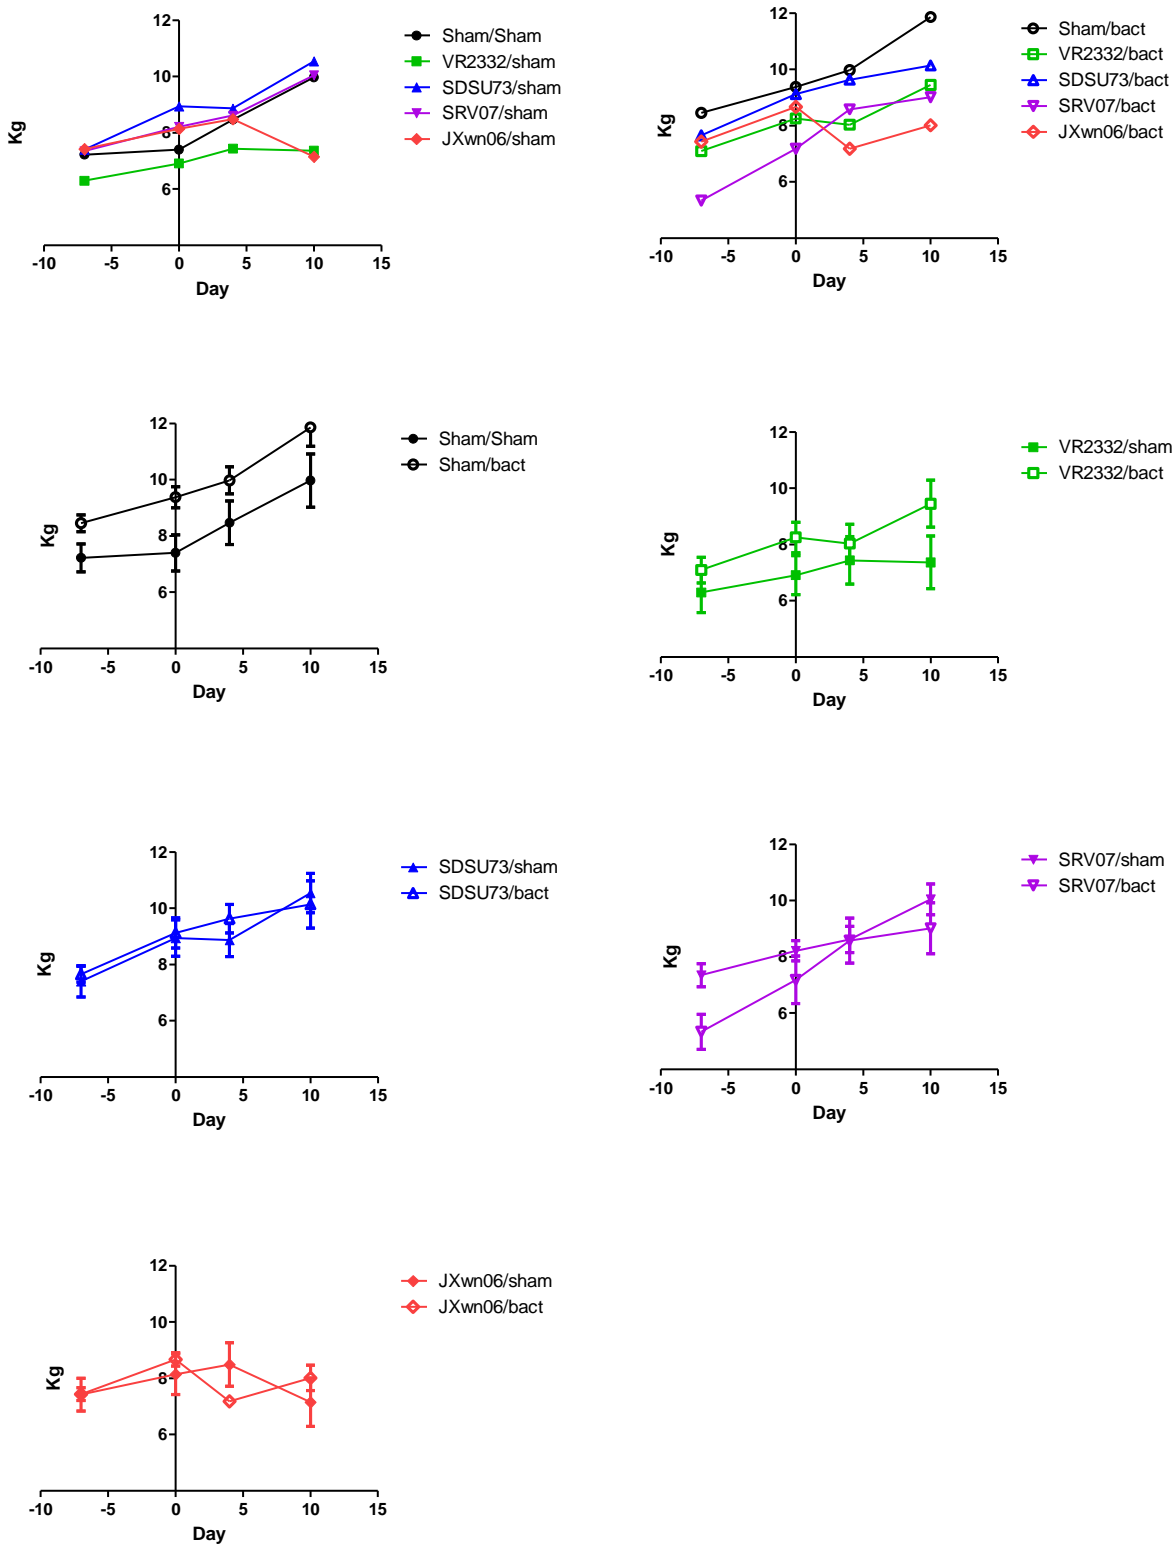 12
10
8
6
Kg
-10 -5 0 5 10 15
Day
Sham/Sham
VR2332/sham
SDSU73/sham
SRV07/sham
JXwn06/sham
12
10
8
6
Kg
-10 -5 0 5 10 15
Day
Sham/bact
VR2332/bact
SDSU73/bact
SRV07/bact
JXwn06/bact
12
10
8
6
Kg
-10 -5 0 5 10 15
Day
Sham/Sham
Sham/bact
12
10
8
6
Kg
-10 -5 0 5 10 15
Day
VR2332/sham
VR2332/bact
12
10
8
6
Kg
-10 -5 0 5 10 15
Day
SDSU73/sham
SDSU73/bact
12
10
8
6
Kg
-10 -5 0 5 10 15
Day
SRV07/sham
SRV07/bact
12
10
8
6
Kg
-10 -5 0 5 10 15
Day
JXwn06/sham
JXwn06/bact